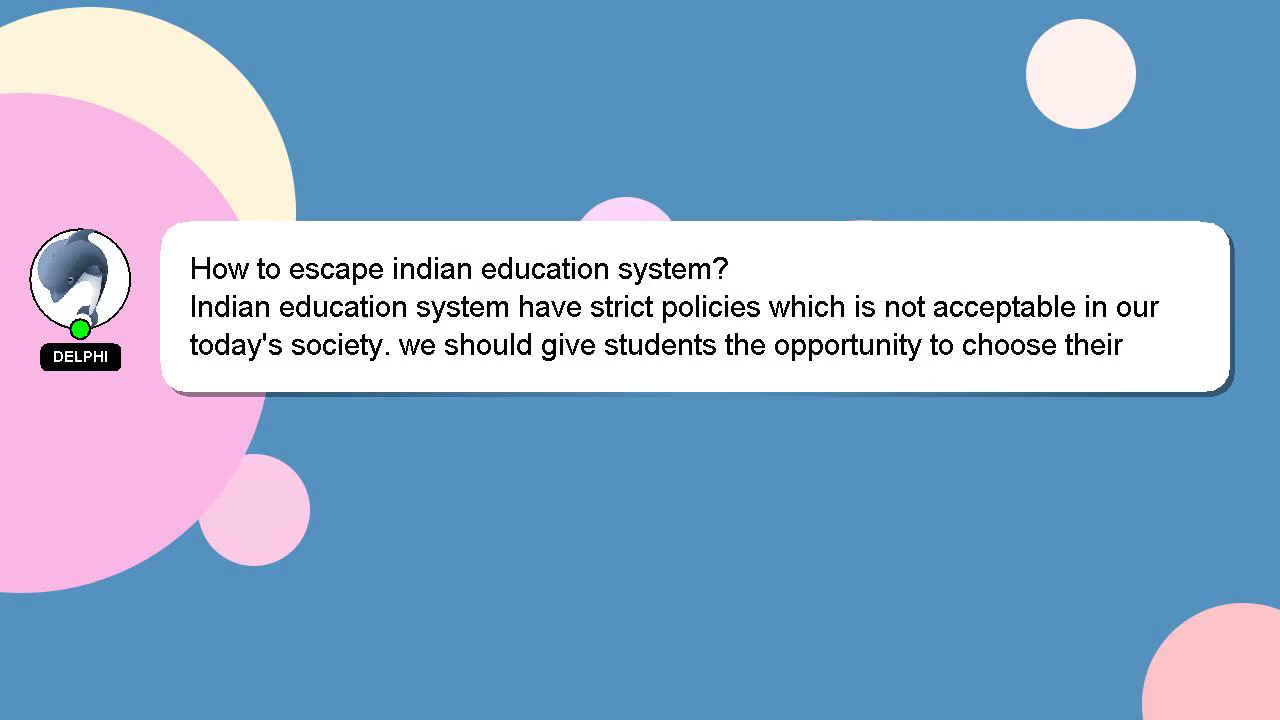 How to escape indian education system?
Indian education system have strict policies which is not acceptable in our
today's society. we should give students the opportunity to choose their
DELPHI